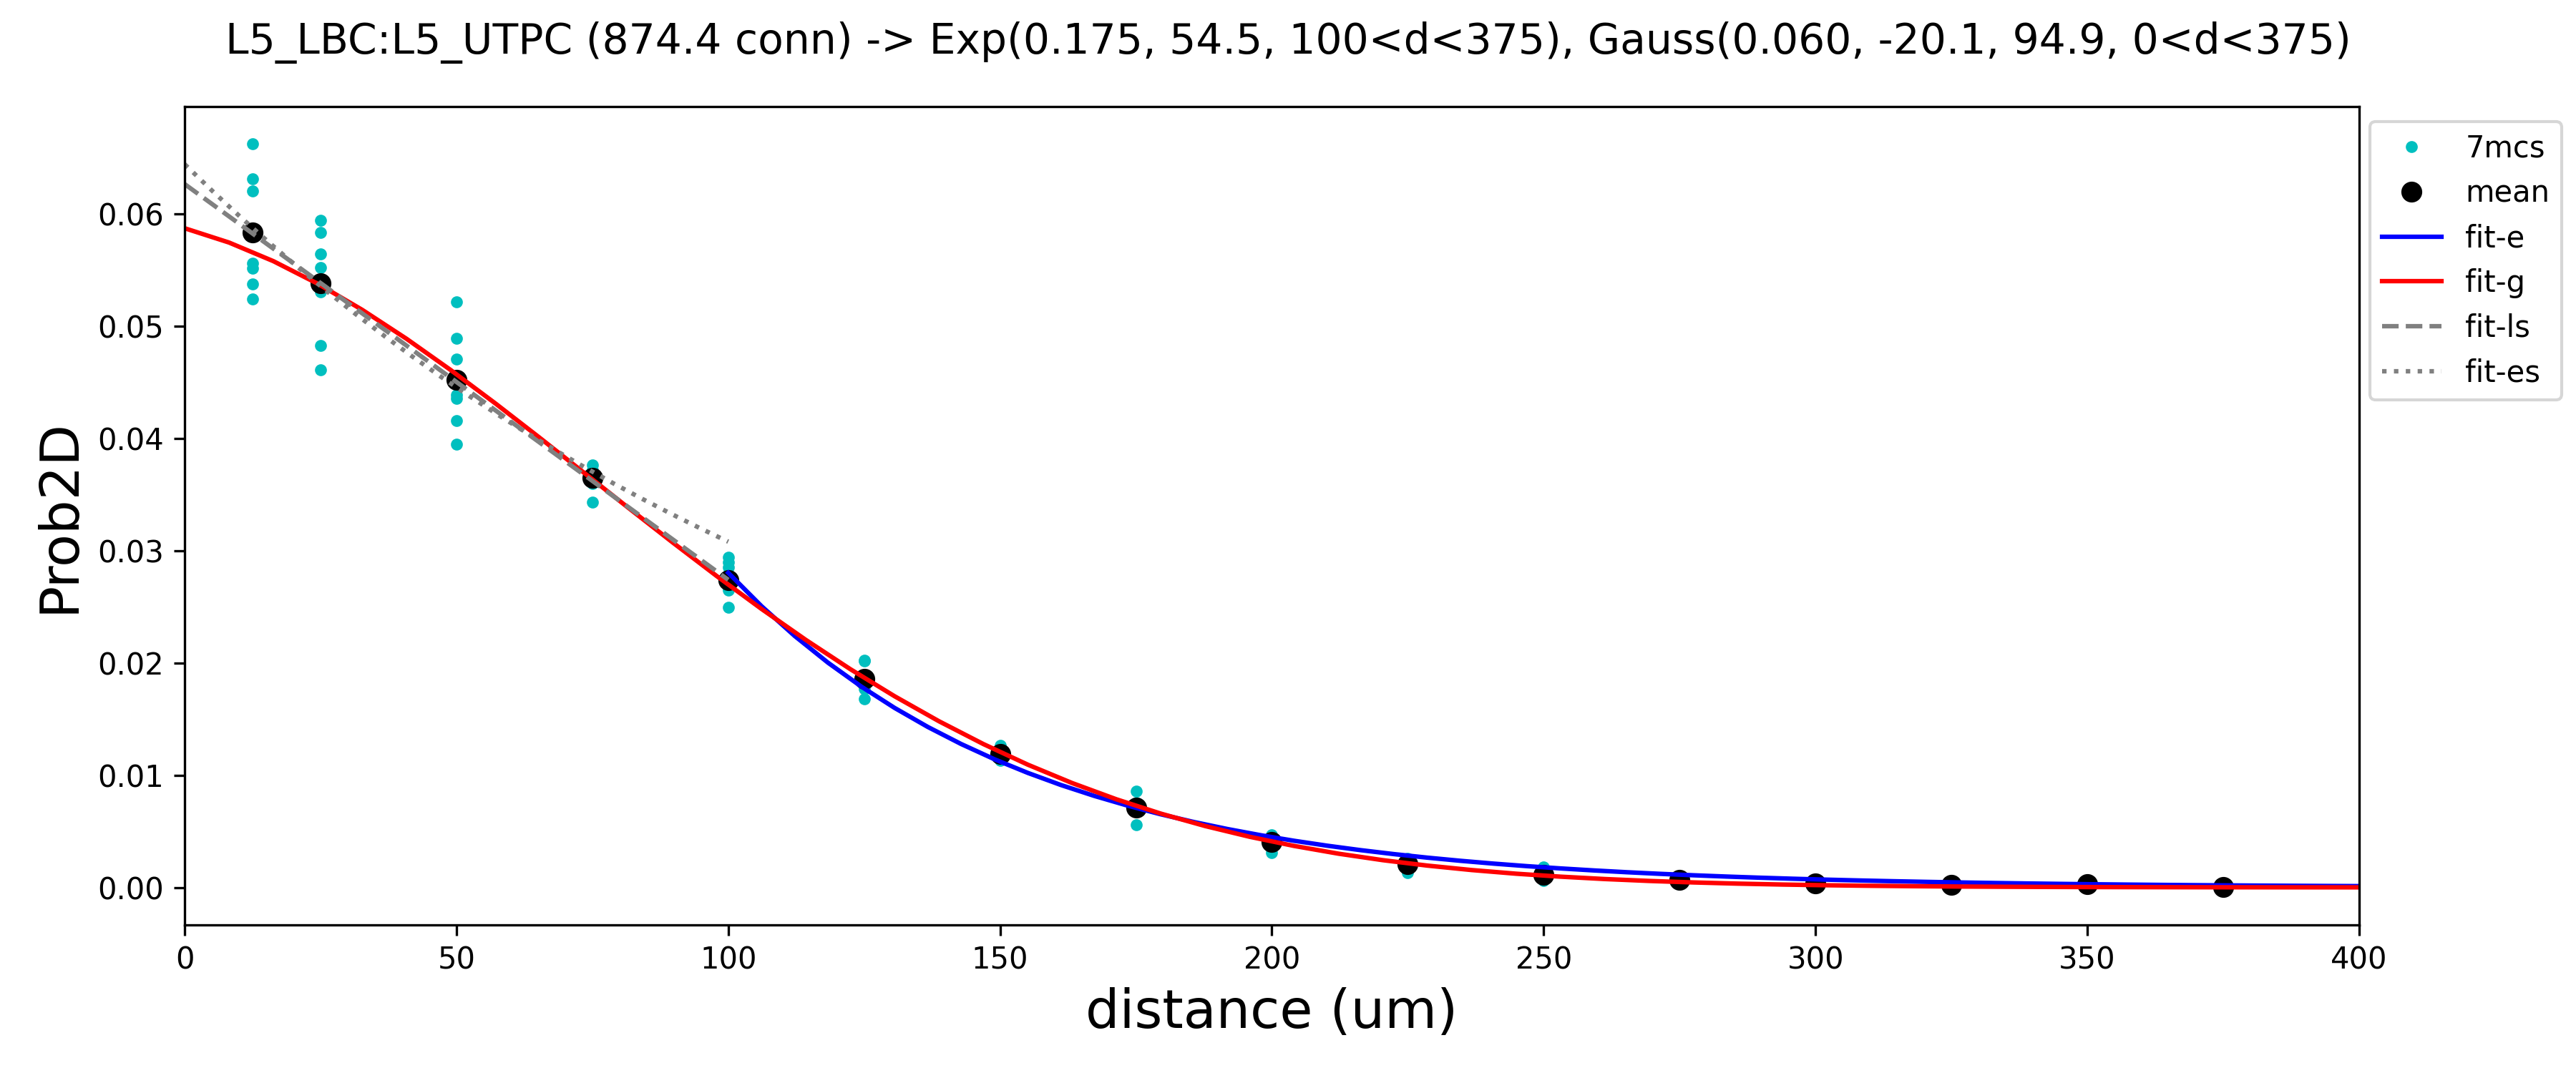 L5_LBC:L5_UTPC (874.4 conn) -> Exp(0.175, 54.5, 100<d<375), Gauss(0.060, -20.1, 94.9, 0<d<375)
7mcs
mean
fit-e
fit-g
fit-ls
fit-es
Prob2D
0.06
0.05
0.04
0.03
0.02
0.01
0.00
0 50 100 150 200 250 300 350 400
distance (um)